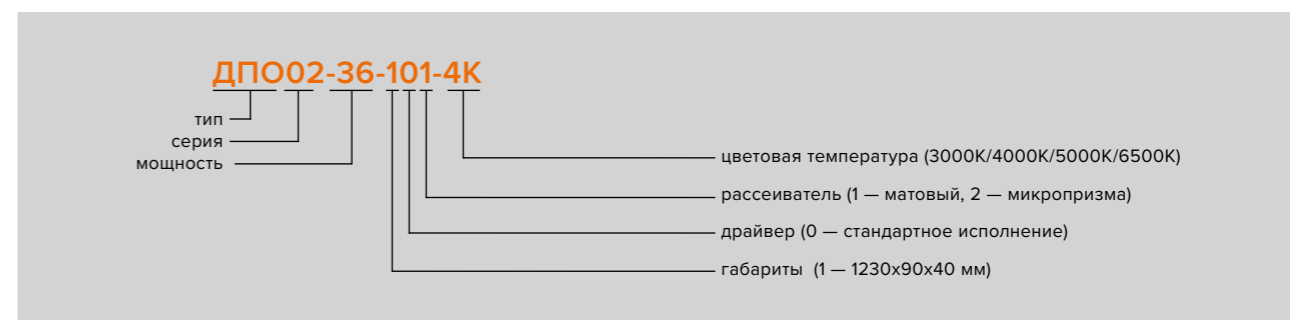 ДПО02-36-101-4К
тип
серия
мощность
цветовая температура (3000К/4000К/5000К/6500К)
рассеиватель (1 — матовый, 2 — микропризма)
драйвер (0 — стандартное исполнение)
габариты (1 — 1230х90х40 мм)